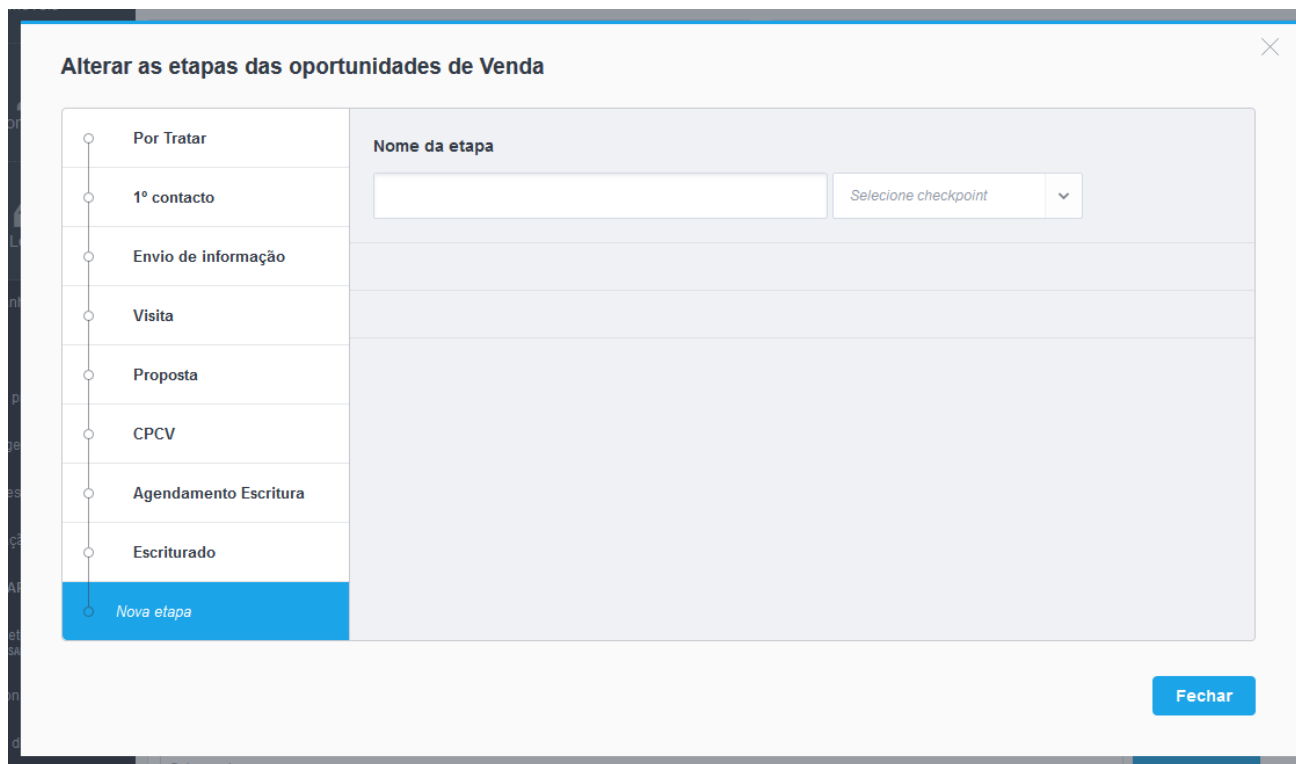 Alterar as etapas das oportunidades de Venda
Por Tratar
Nome da etapa
1º contacto
Selecione checkpoint
Envio de informação
Visita
Proposta
CPCV
Agendamento Escritura
Escriturado
Nova etapa
Fechar